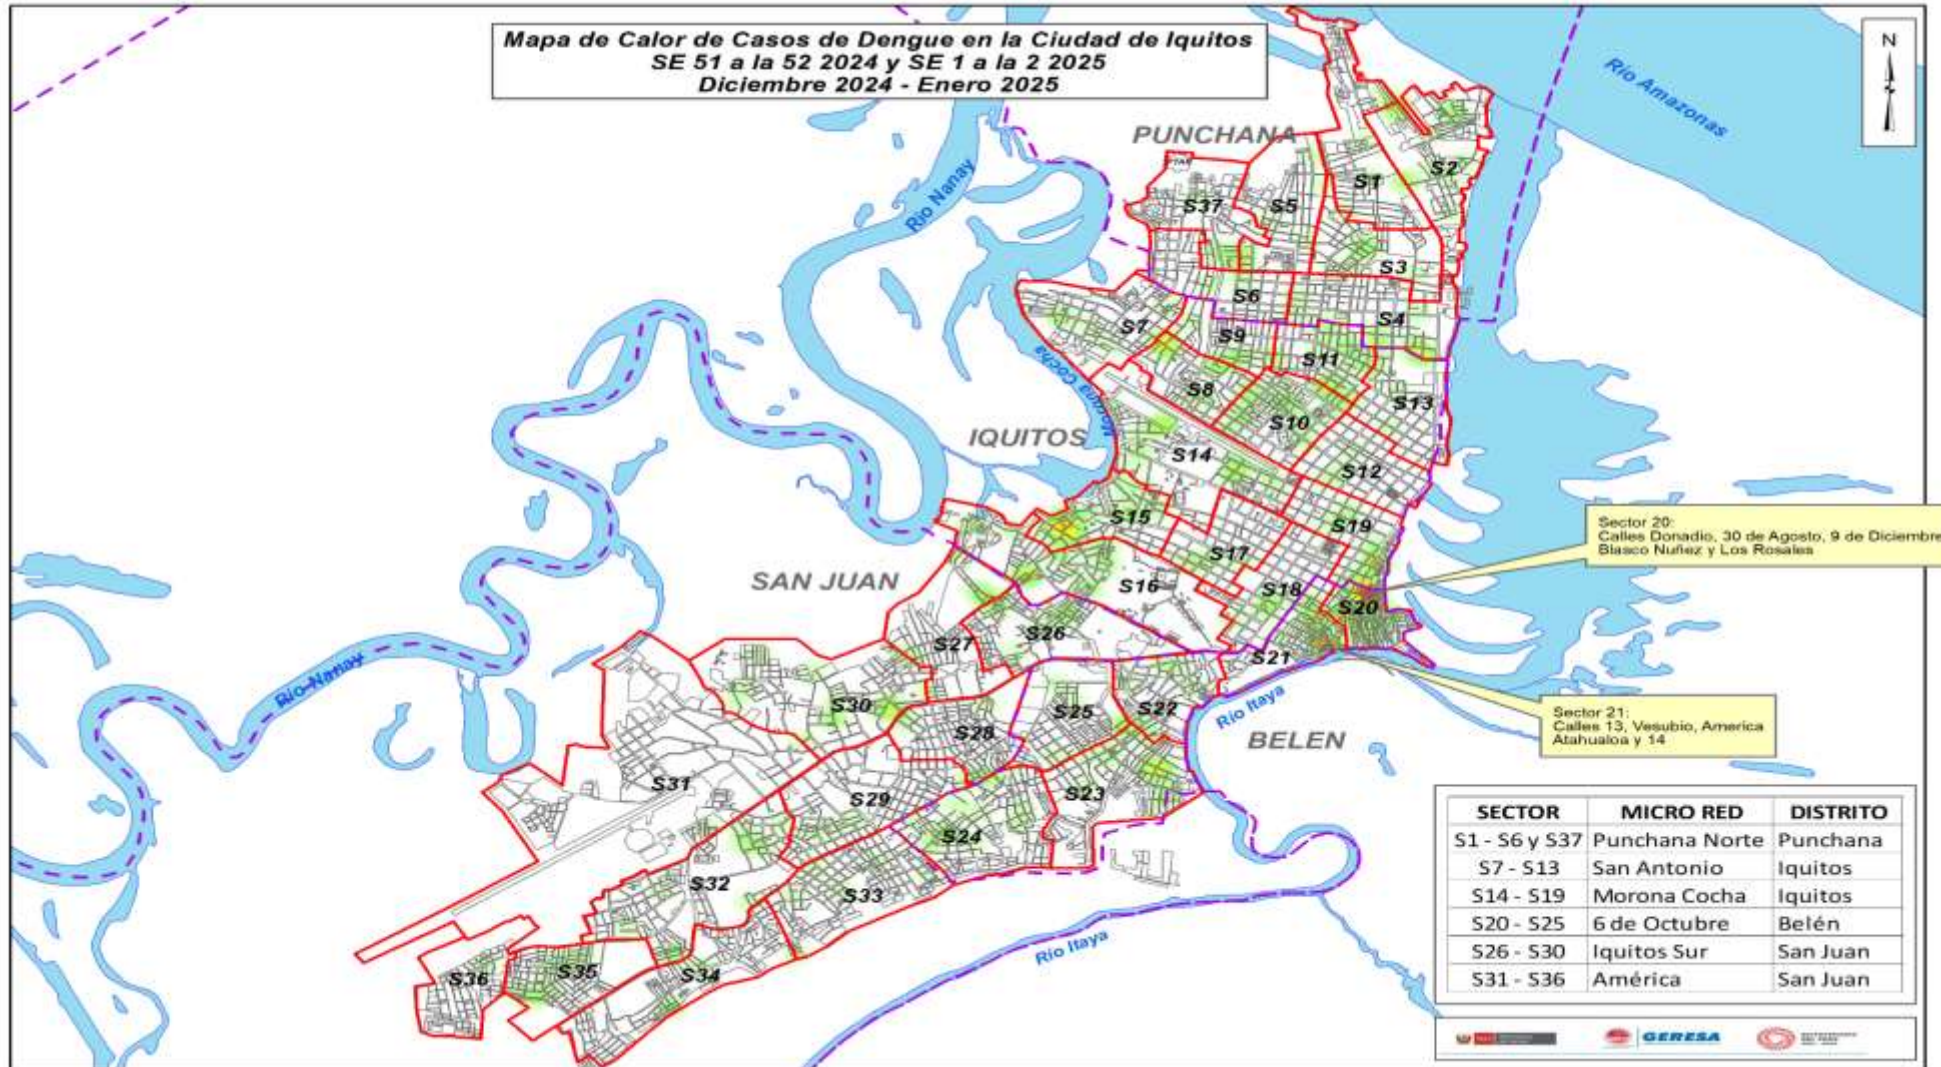 Mapa de Calor de Casos de Dengue en la Ciudad de Iquitos
SE 51 a la 52 2024 y SE 1 a la 2 2025
Diciembre 2024 - Enero 2025
N
Río Amazonas
PUNCHANA
Río Nanay
S1
S2
S37
S5
S3
S6
S4
S7
S9
S11
S8
S13
S10
Morona Cocha
IQUITOS
S14
S12
S15
S19
S17
Sector 20:
Calles Donadio, 30 de Agosto, 9 de Diciembre
Blasco Nuñez y Los Rosales
SAN JUAN
S16
S18
S20
S26
S27
S21
Río Nanay
Río Itaya
S30
S25
S22
S28
BELEN
Sector 21:
Calles 13, Vesubio, America
Atahualoa y 14
S31
S29
S23
S24
S32
S33
S36
S35
S34
Río Itaya
SECTOR MICRO RED DISTRITO
S1 - S6 y S37 Punchana Norte Punchana
S7 - S13 San Antonio Iquitos
S14 - S19 Morona Cocha Iquitos
S20 - S25 6 de Octubre Belén
S26 - S30 Iquitos Sur San Juan
S31 - S36 América San Juan
GERESA